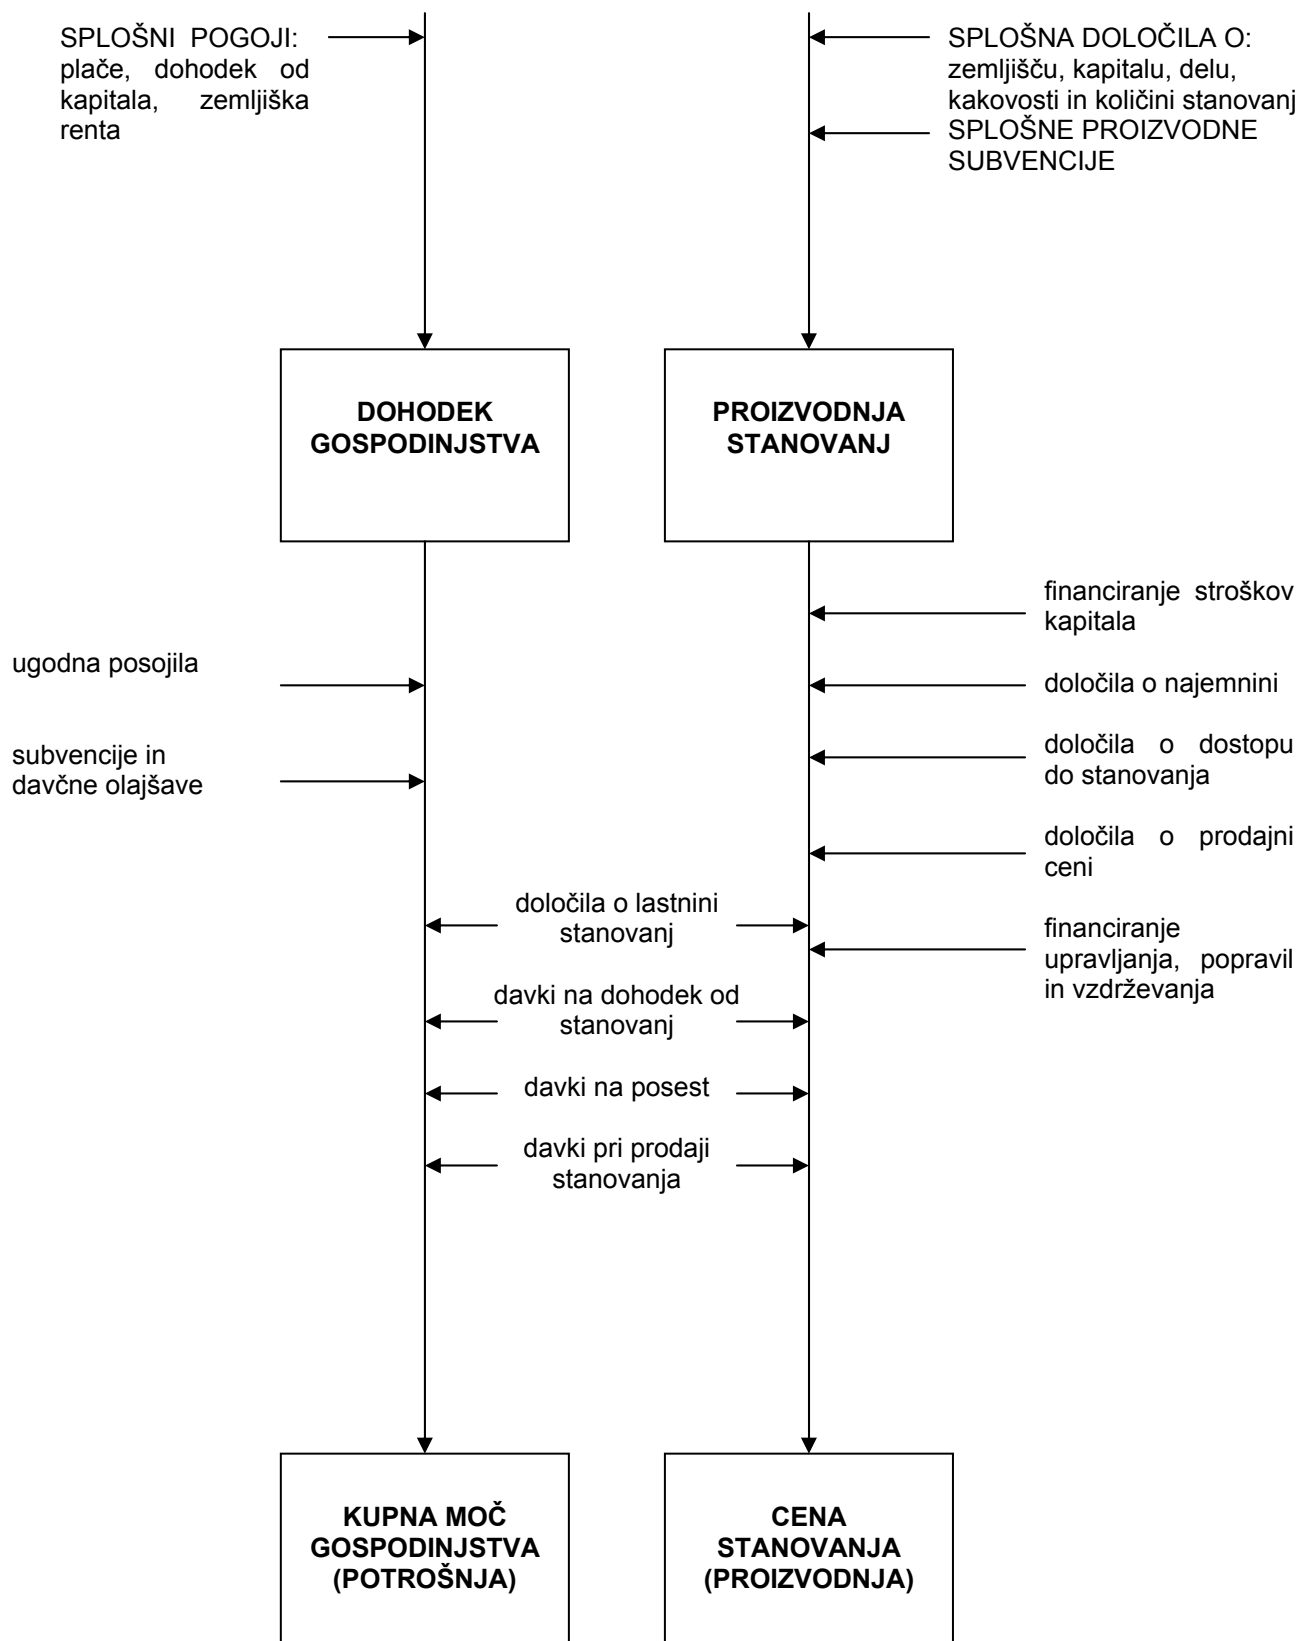 SPLOŠNI POGOJI:
plače, dohodek od
kapitala, zemljiška
renta
SPLOŠNA DOLOČILA O:
zemljišču, kapitalu, delu,
kakovosti in količini stanovanj
SPLOŠNE PROIZVODNE
SUBVENCIJE
DOHODEK
GOSPODINJSTVA
PROIZVODNJA
STANOVANJ
ugodna posojila
subvencije in
davčne olajšave
financiranje stroškov
kapitala
določila o najemnini
določila o dostopu
do stanovanja
določila o prodajni
ceni
financiranje
upravljanja, popravil
in vzdrževanja
določila o lastnini
stanovanj
davki na dohodek od
stanovanj
davki na posest
davki pri prodaji
stanovanja
KUPNA MOČ
GOSPODINJSTVA
(POTROŠNJA)
CENA
STANOVANJA
(PROIZVODNJA)